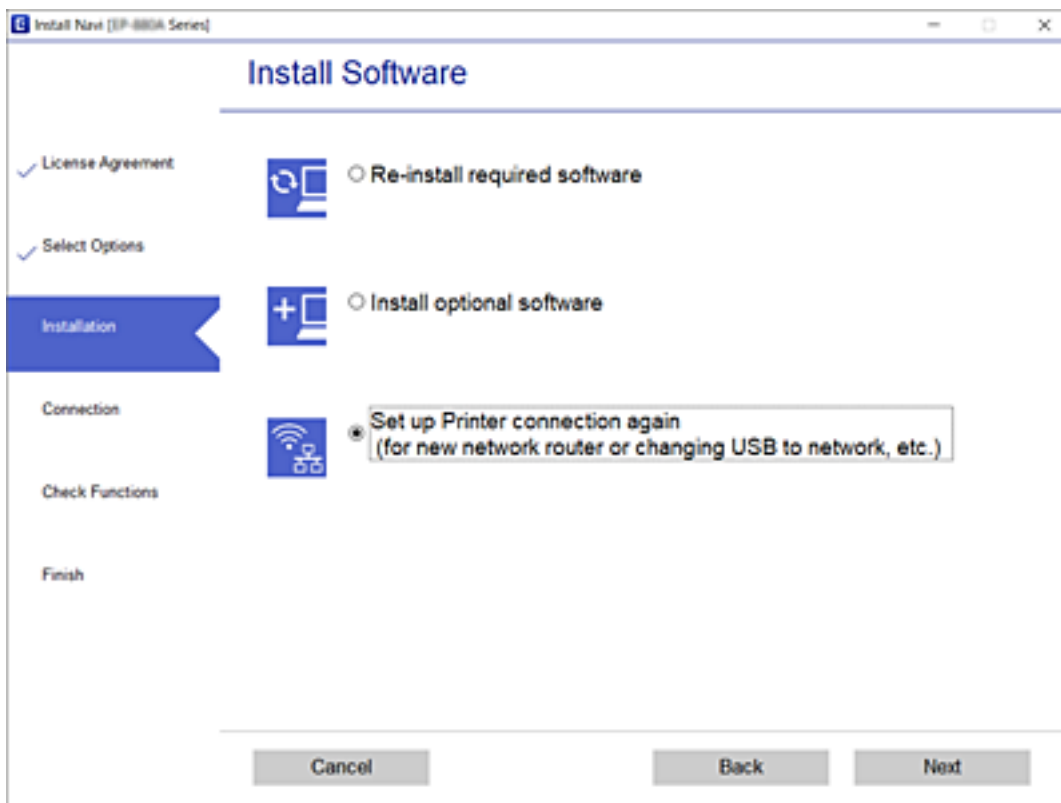 Install Navi [EP-880A Series]
Install Software
License Agreement
Select Options
Installation
Connection
Check Functions
Finish
Re-install required software
Install optional software
Set up Printer connection again
(for new network router or changing USB to network, etc.)
Cancel
Back
Next